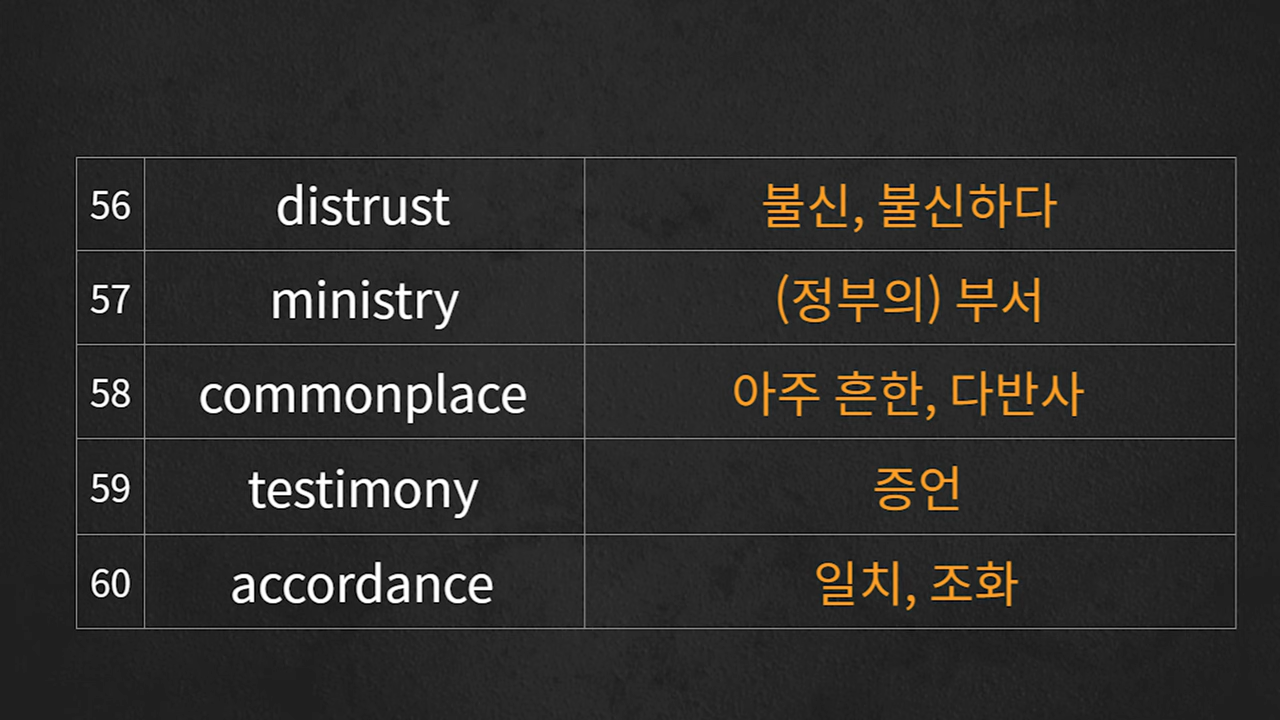 56 distrust 불신, 불신하다
57 ministry (정부의) 부서
58 commonplace 아주 흔한, 다반사
59 testimony 증언
60 accordance 일치, 조화